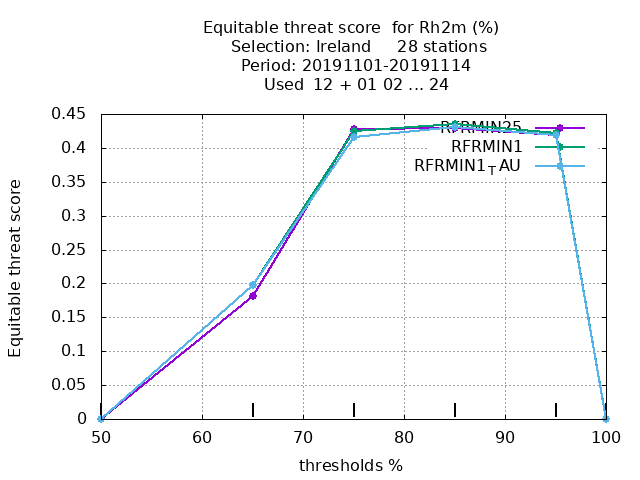 Equitable threat score  for Rh2m (%)
Selection: Ireland     28 stations
Period: 20191101-20191114
Used  12 + 01 02 ... 24
Equitable threat score
0.45
0.4
0.35
0.3
0.25
0.2
0.15
0.1
0.05
0
RFRMIN25
RFRMIN1
RFRMIN1TAU
50 60 70 80 90 100
thresholds %